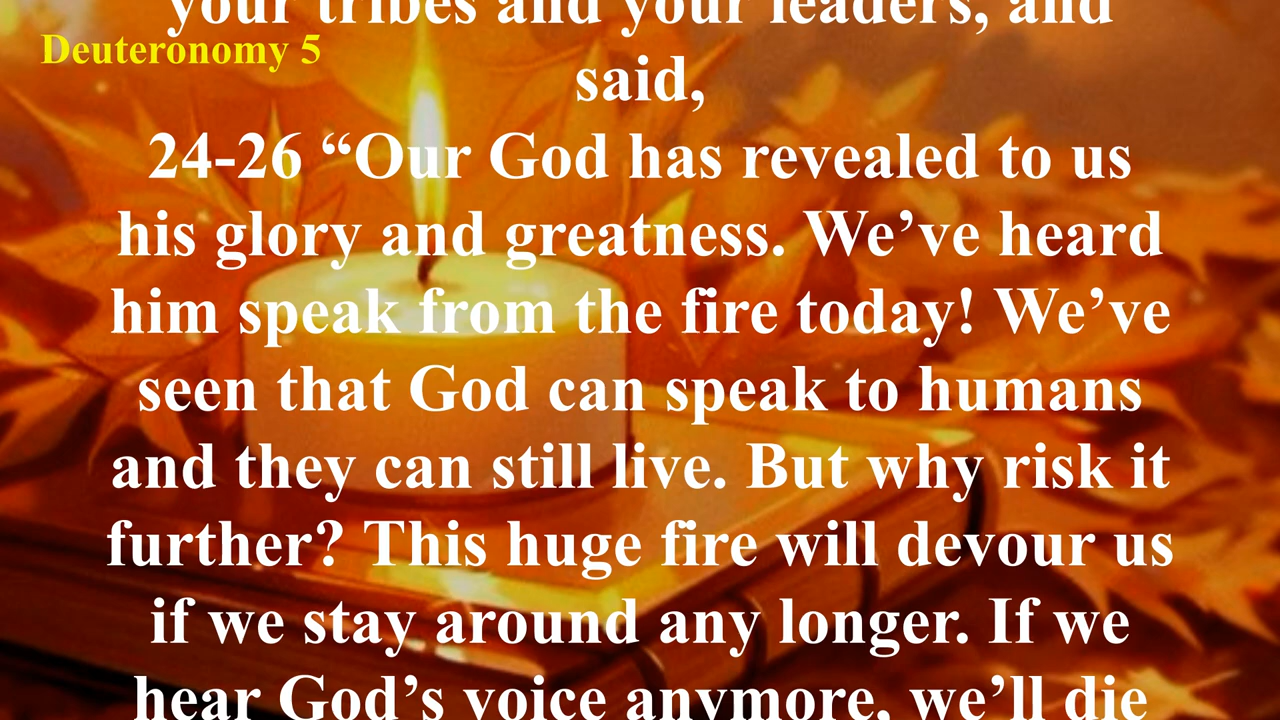 your tribes and your leaders, and
Deuteronomy 5
said,
24-26 “Our God has revealed to us
his glory and greatness. We’ve heard
him speak from the fire today! We’ve
seen that God can speak to humans
and they can still live. But why risk it
further? This huge fire will devour us
if we stay around any longer. If we
hear God’s voice anymore, we’ll die